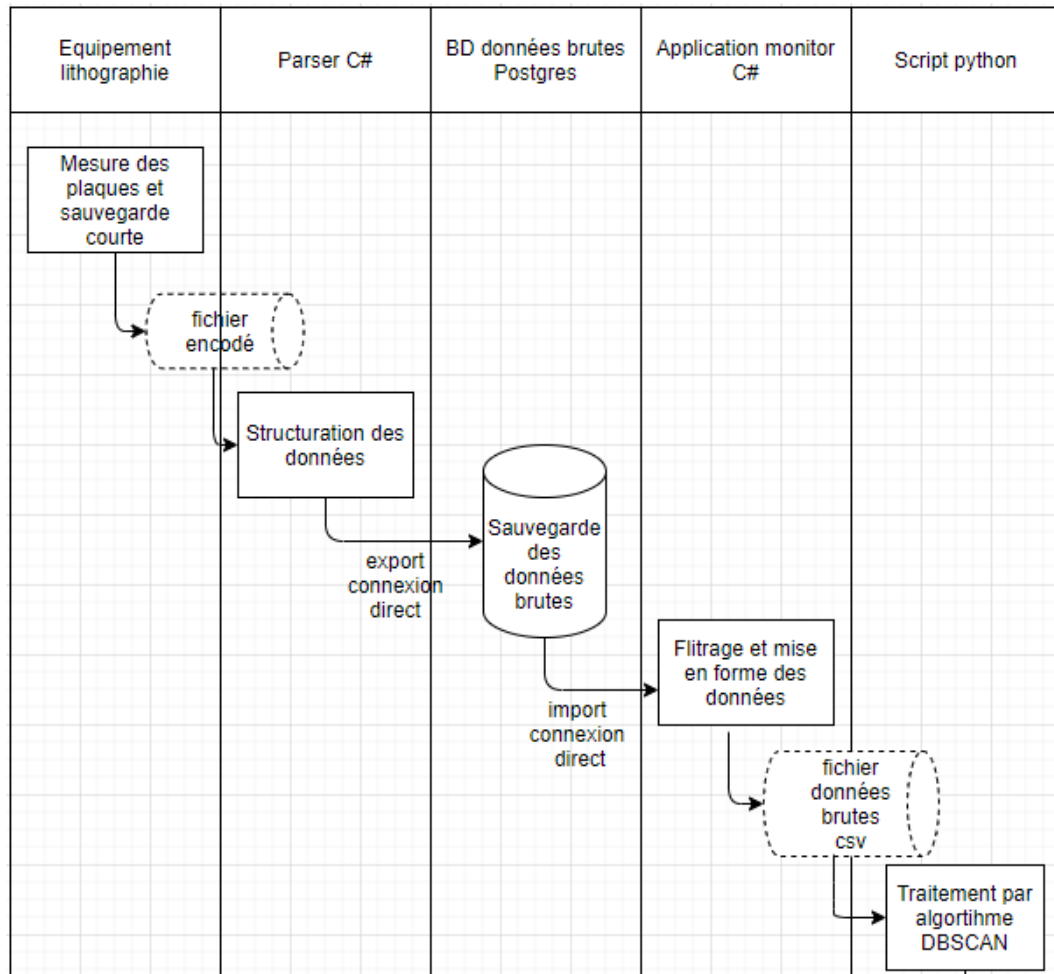 Equipement
lithographie
Parser C#
BD données brutes
Postgres
Application monitor
C#
Script python
Mesure des
plaques et
sauvegarde
courte
fichier
encodé
Structuration des
données
export
connexion
direct
Sauvegarde
des
données
brutes
import
connexion
direct
Flitrage et mise
en forme des
données
fichier
données
brutes
csv
Traitement par
algortihme
DBSCAN